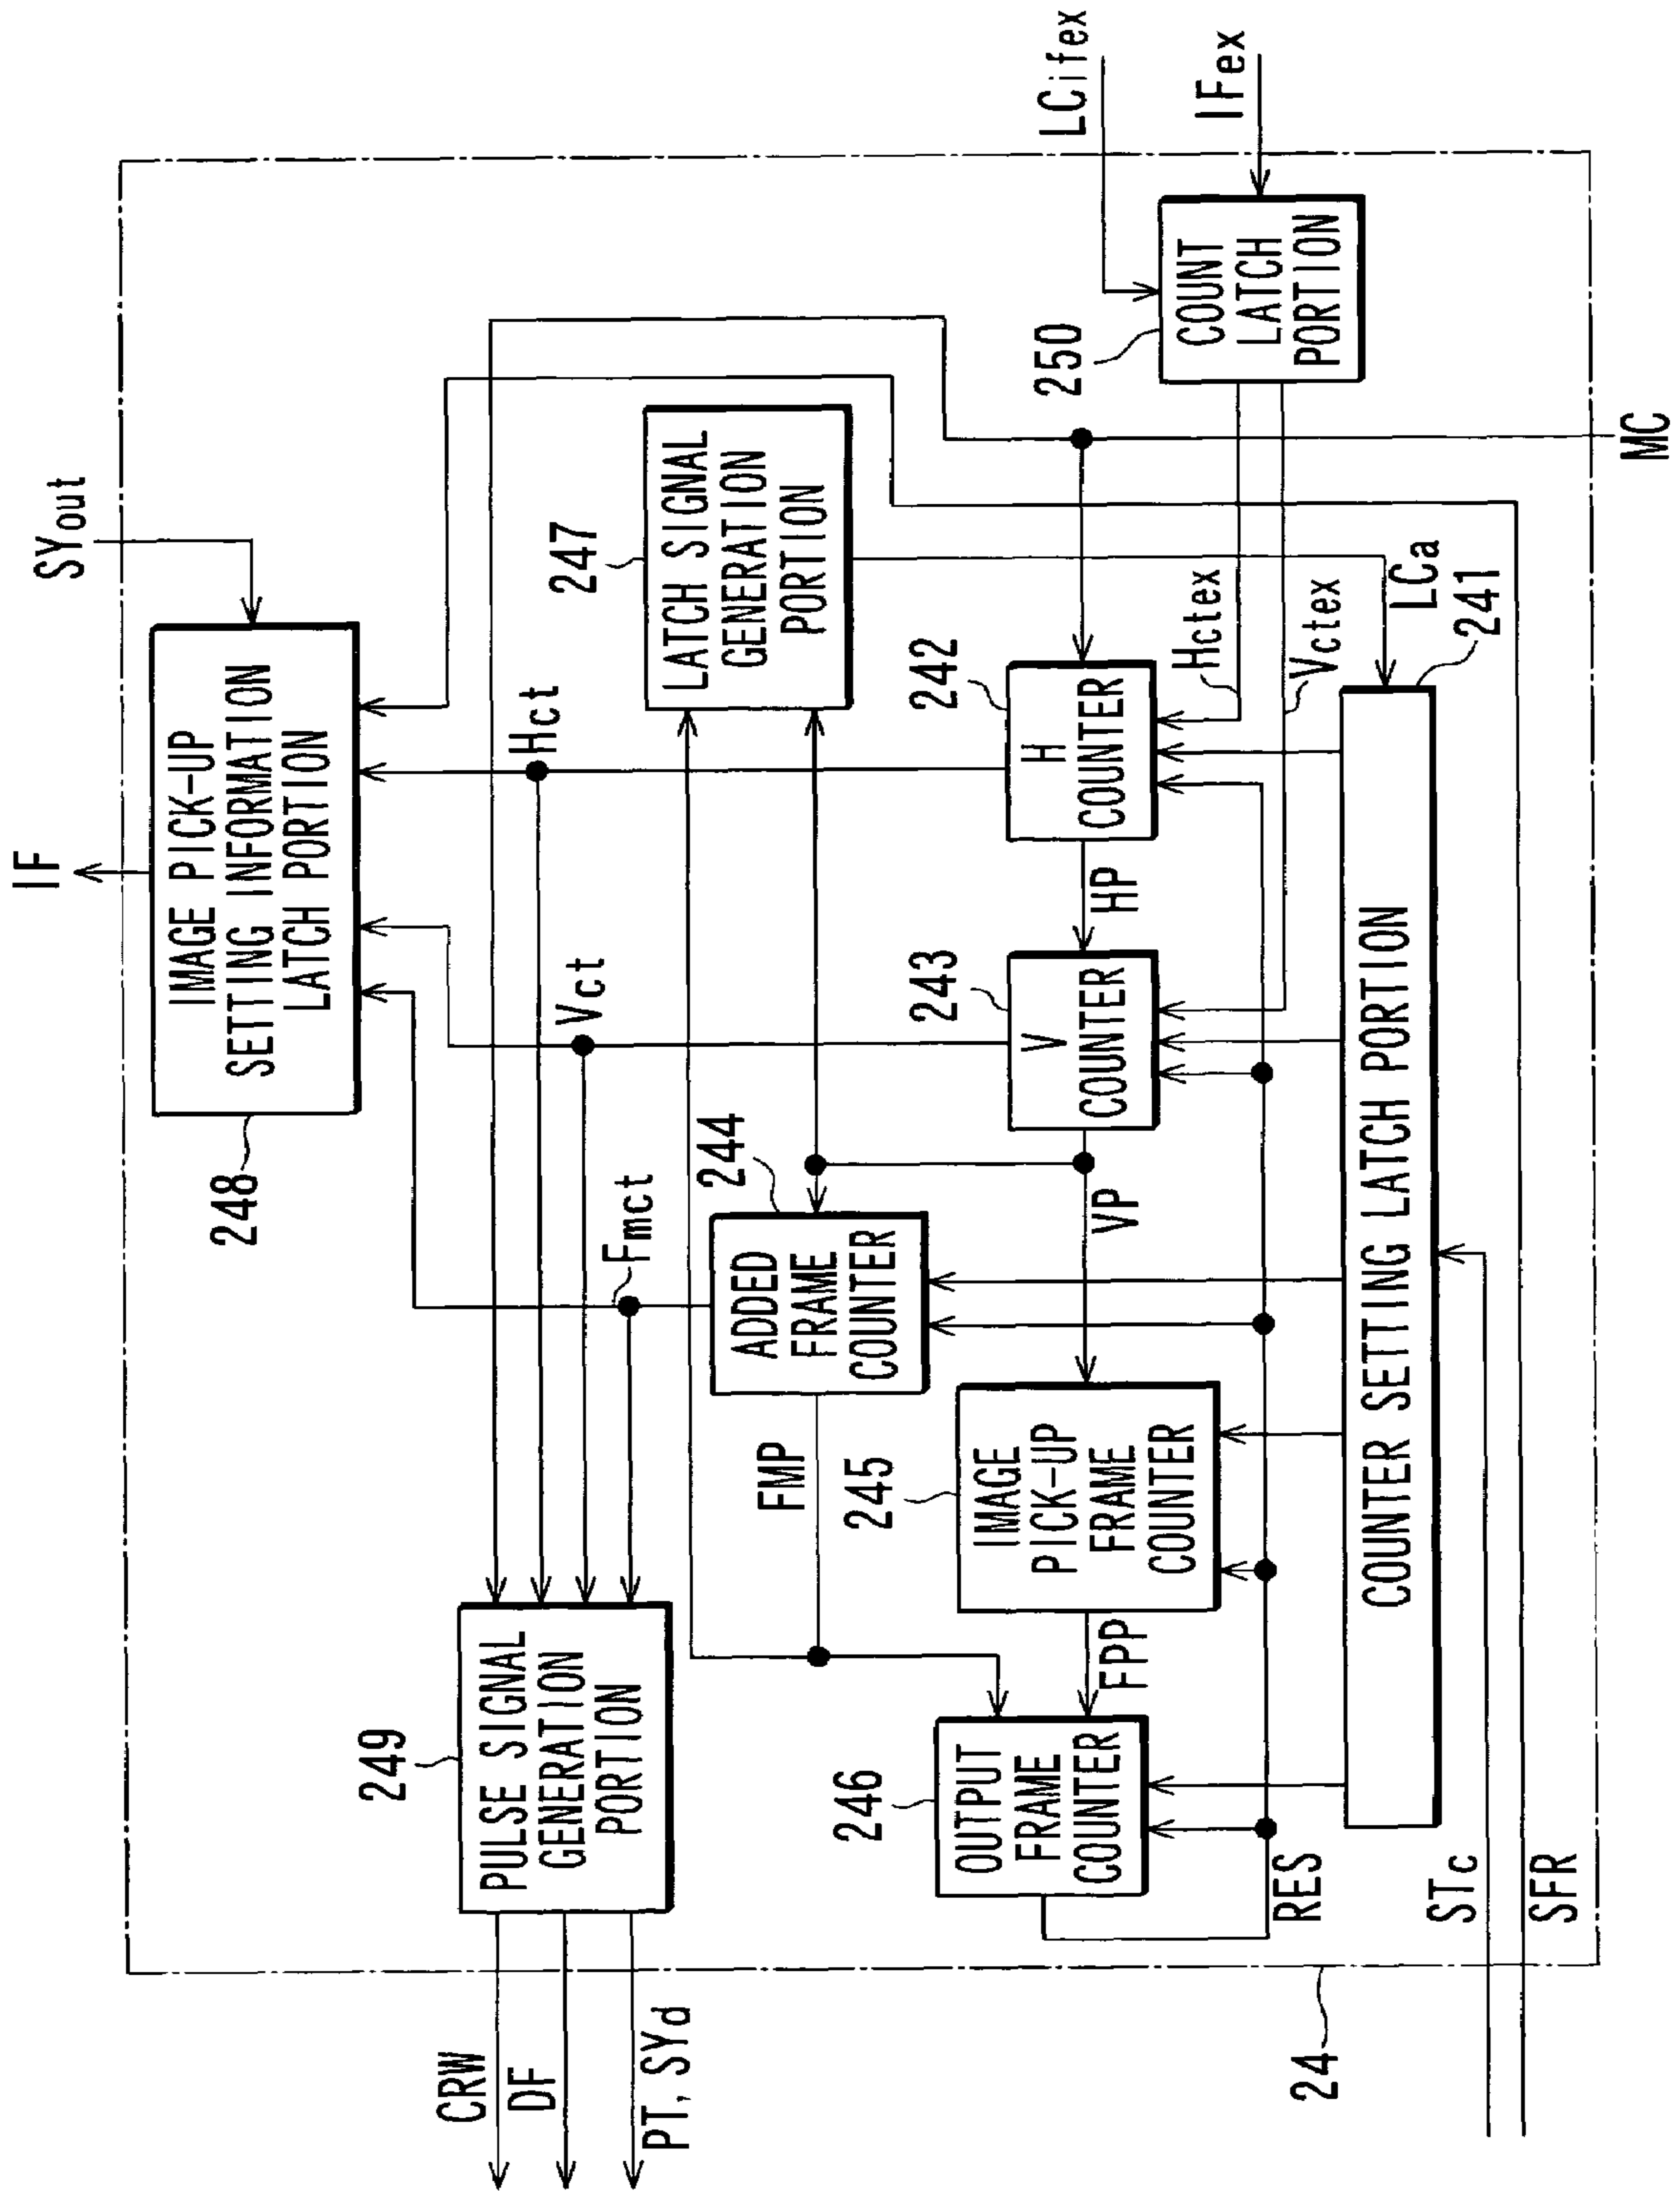 IF
SYout
IMAGE PICK-UP
SETTING INFORMATION
LATCH PORTION
248
249
PULSE SIGNAL
GENERATION
PORTION
CRW
DF
PT, SYd
Hct
Vct
Fmct
247
LATCH SIGNAL
GENERATION
PORTION
244
ADDED
FRAME
COUNTER
FMP
246
OUTPUT
FRAME
COUNTER
FPP
245
IMAGE
PICK-UP
FRAME
COUNTER
VP
243
V
COUNTER
HP
242
H
COUNTER
Hctex
Vctex
250
COUNT
LATCH
PORTION
LCifex
IFex
RES
COUNTER SETTING LATCH PORTION
LCa
241
24
STc
SFR
MC